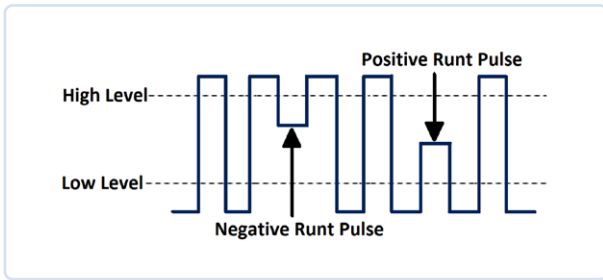 Positive Runt Pulse
High Level
Low Level
Negative Runt Pulse